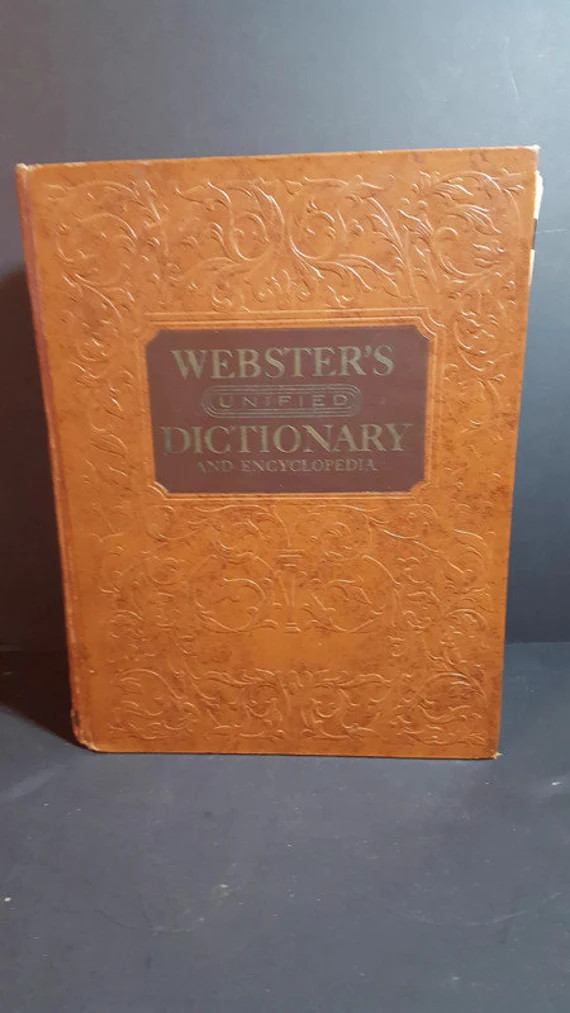 WEBSTER'S
UNIFIED
DICTIONARY
AND ENCYCLOPEDIA